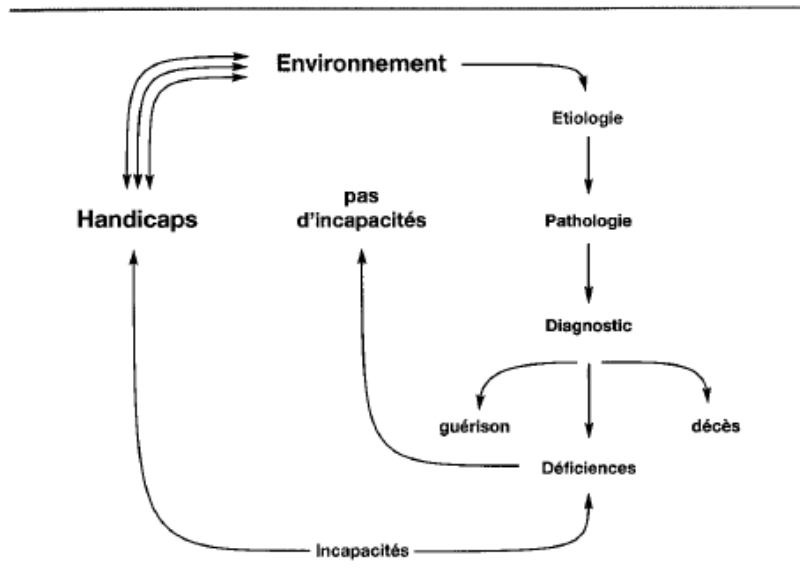 Environnement
Etiologie
pas
d'incapacités
Handicaps
Pathologie
Diagnostic
guérison
décès
Déficiences
Incapacités